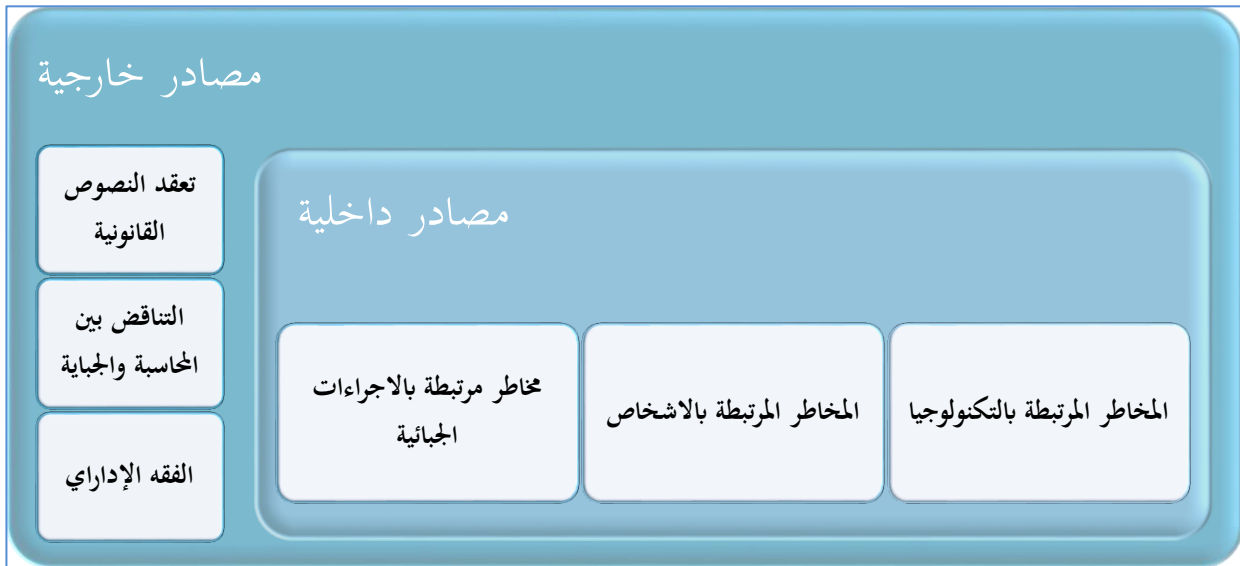 مصادر خارجية
تعقد النصوص
القانونية
التناقض بين
المحاسبة والجباية
الفقه الإداراي
مصادر داخلية
المخاطر المرتبطة بالتكنولوجيا
المخاطر المرتبطة بالاشخاص
مخاطر مرتبطة بالاجراءات
الجبائية